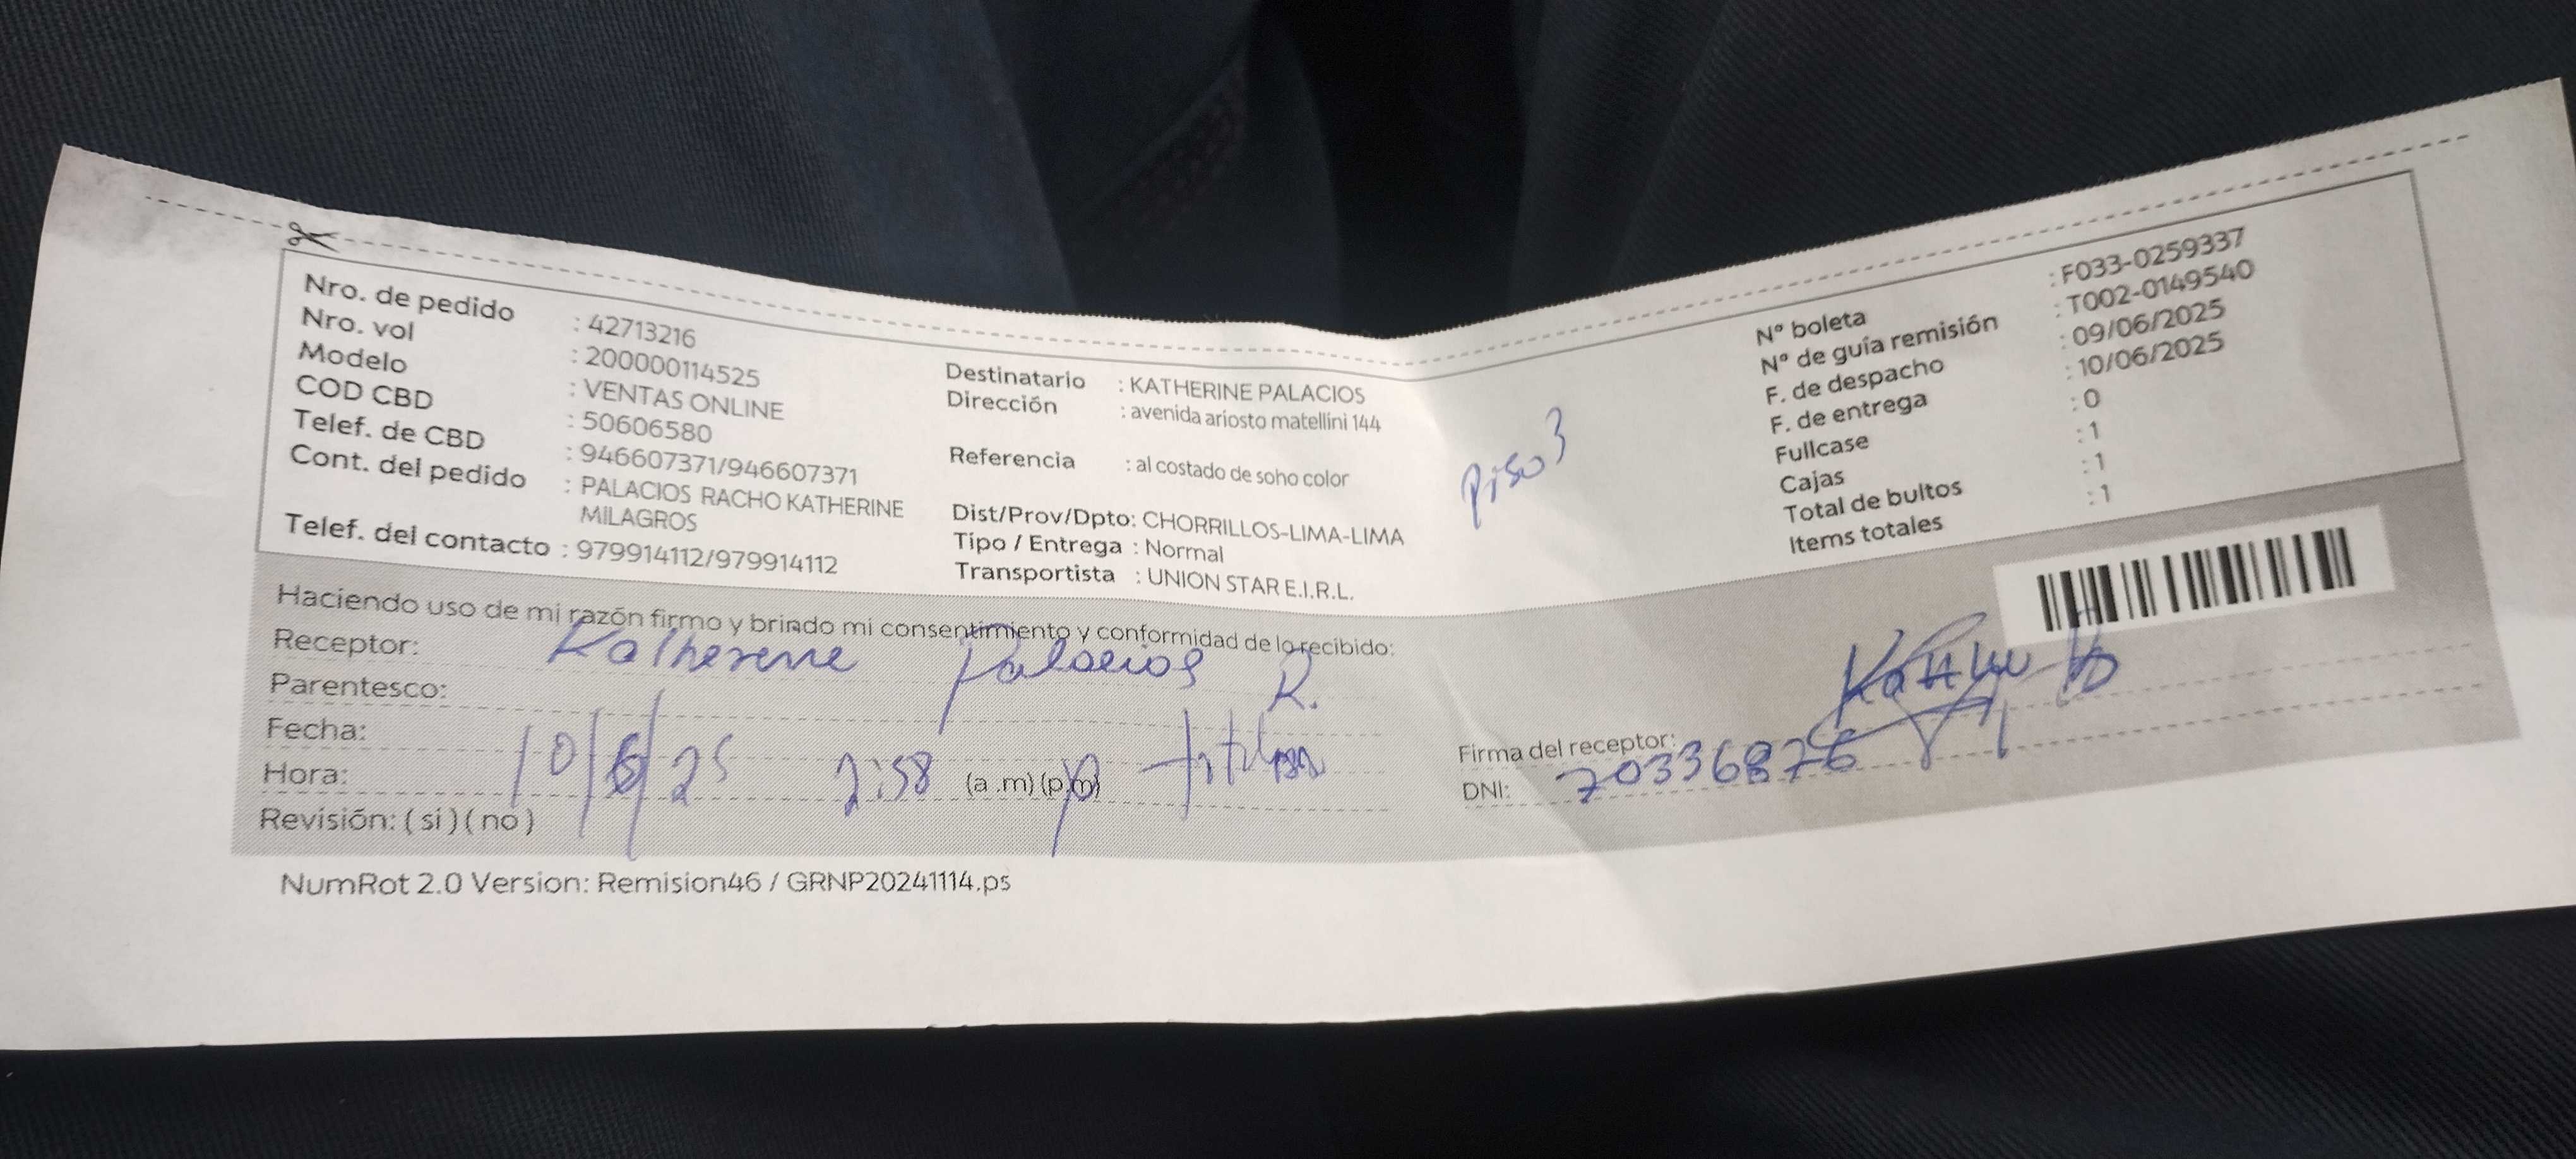 Nro. de pedido : 42713216
Nro. vol : 200000114525
Modelo : VENTAS ONLINE
COD CBD : 50606580
Telef. de CBD : 946607371/946607371
Cont. del pedido : PALACIOS RACHO KATHERINE
MILAGROS
Telef. del contacto : 979914112/979914112
Destinatario : KATHERINE PALACIOS
Dirección : avenida ariosto matellini 144
Referencia : al costado de soho color
Dist/Prov/Dpto: CHORRILLOS-LIMA-LIMA
Tipo / Entrega : Normal
Transportista : UNION STAR E.I.R.L.
Piso 3
N° boleta : F033-0259337
N° de guía remisión : T002-0149540
F. de despacho : 09/06/2025
F. de entrega : 10/06/2025
Fullcase : 0
Cajas : 1
Total de bultos : 1
Items totales : 1
Haciendo uso de mi razón firmo y brindo mi consentimiento y conformidad de lo recibido:
Receptor: Katherine Palacios R.
Parentesco:
Fecha: 10/6/25
Hora: 2:58 (a.m) (p.m)
Revisión: ( si ) ( no )
Firma del receptor:
DNI: 70336876
NumRot 2.0 Version: Remision46 / GRNP20241114.ps